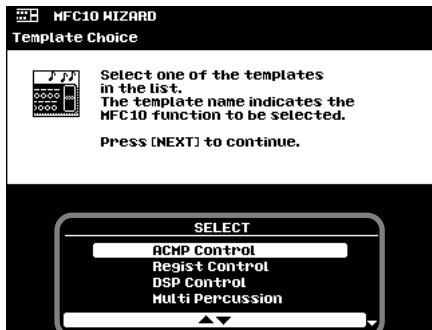 MFC10 WIZARD
Template Choice
Select one of the templates
in the list.
The template name indicates the
MFC10 function to be selected.
Press [NEXT] to continue.
SELECT
ACMP Control
Regist Control
DSP Control
Multi Percussion